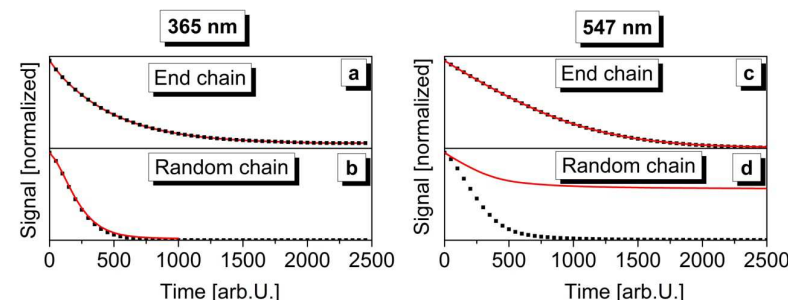 365 nm
547 nm
Signal [normalized]
End chain
a
Random chain
b
0
500
1000
1500
2000
2500
Time [arb.U.]
Signal [normalized]
End chain
c
Random chain
d
0
500
1000
1500
2000
2500
Time [arb.U.]